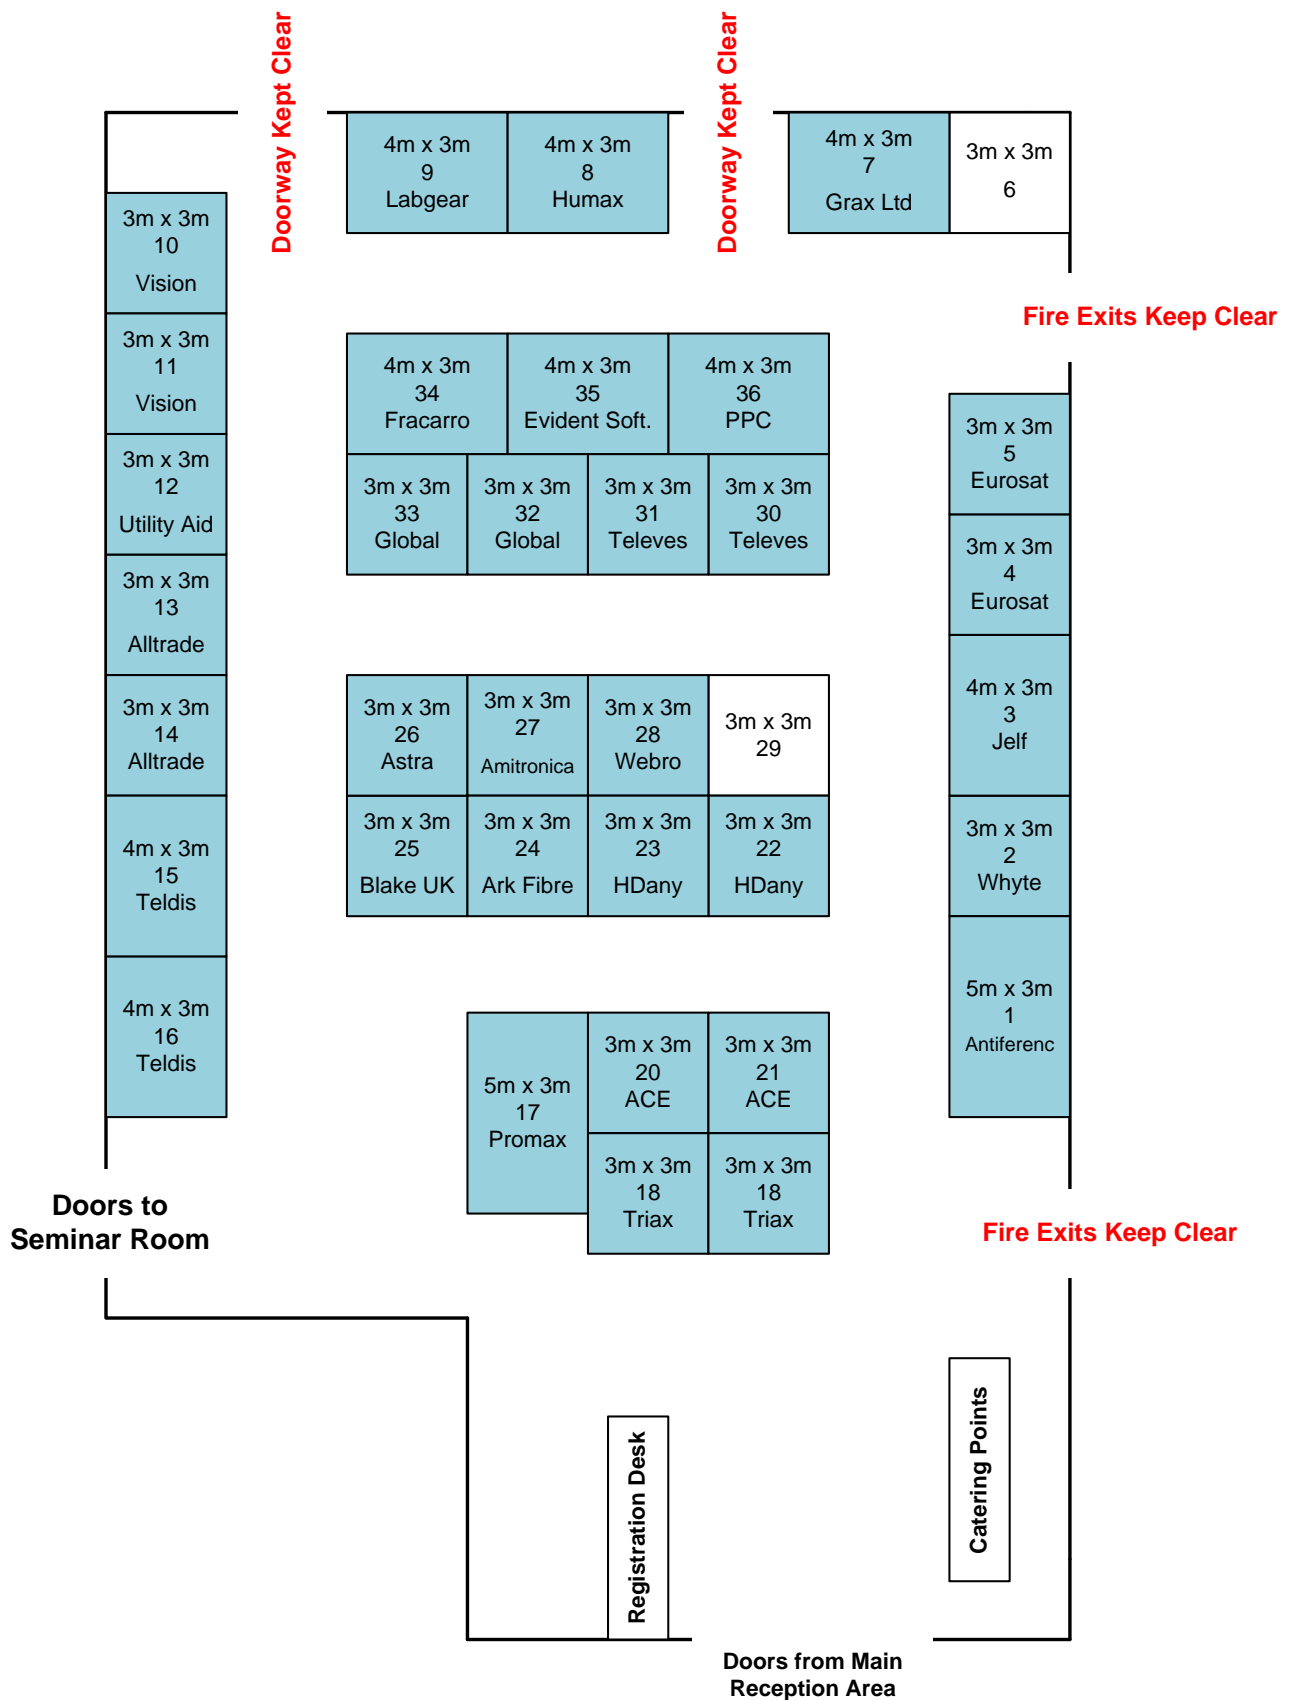 Doorway Kept Clear
Doorway Kept Clear
4m x 3m
9
Labgear
4m x 3m
8
Humax
4m x 3m
7
Grax Ltd
3m x 3m
6
3m x 3m
10
Vision
3m x 3m
11
Vision
3m x 3m
12
Utility Aid
3m x 3m
13
Alltrade
3m x 3m
14
Alltrade
4m x 3m
15
Teldis
4m x 3m
16
Teldis
Fire Exits Keep Clear
4m x 3m
34
Fracarro
4m x 3m
35
Evident Soft.
4m x 3m
36
PPC
3m x 3m
33
Global
3m x 3m
32
Global
3m x 3m
31
Televes
3m x 3m
30
Televes
3m x 3m
5
Eurosat
3m x 3m
4
Eurosat
4m x 3m
3
Jelf
3m x 3m
2
Whyte
5m x 3m
1
Antiferenc
3m x 3m
26
Astra
3m x 3m
27
Amitronica
3m x 3m
28
Webro
3m x 3m
29
3m x 3m
25
Blake UK
3m x 3m
24
Ark Fibre
3m x 3m
23
HDany
3m x 3m
22
HDany
5m x 3m
17
Promax
3m x 3m
20
ACE
3m x 3m
21
ACE
3m x 3m
18
Triax
3m x 3m
18
Triax
Doors to
Seminar Room
Fire Exits Keep Clear
Registration Desk
Catering Points
Doors from Main
Reception Area